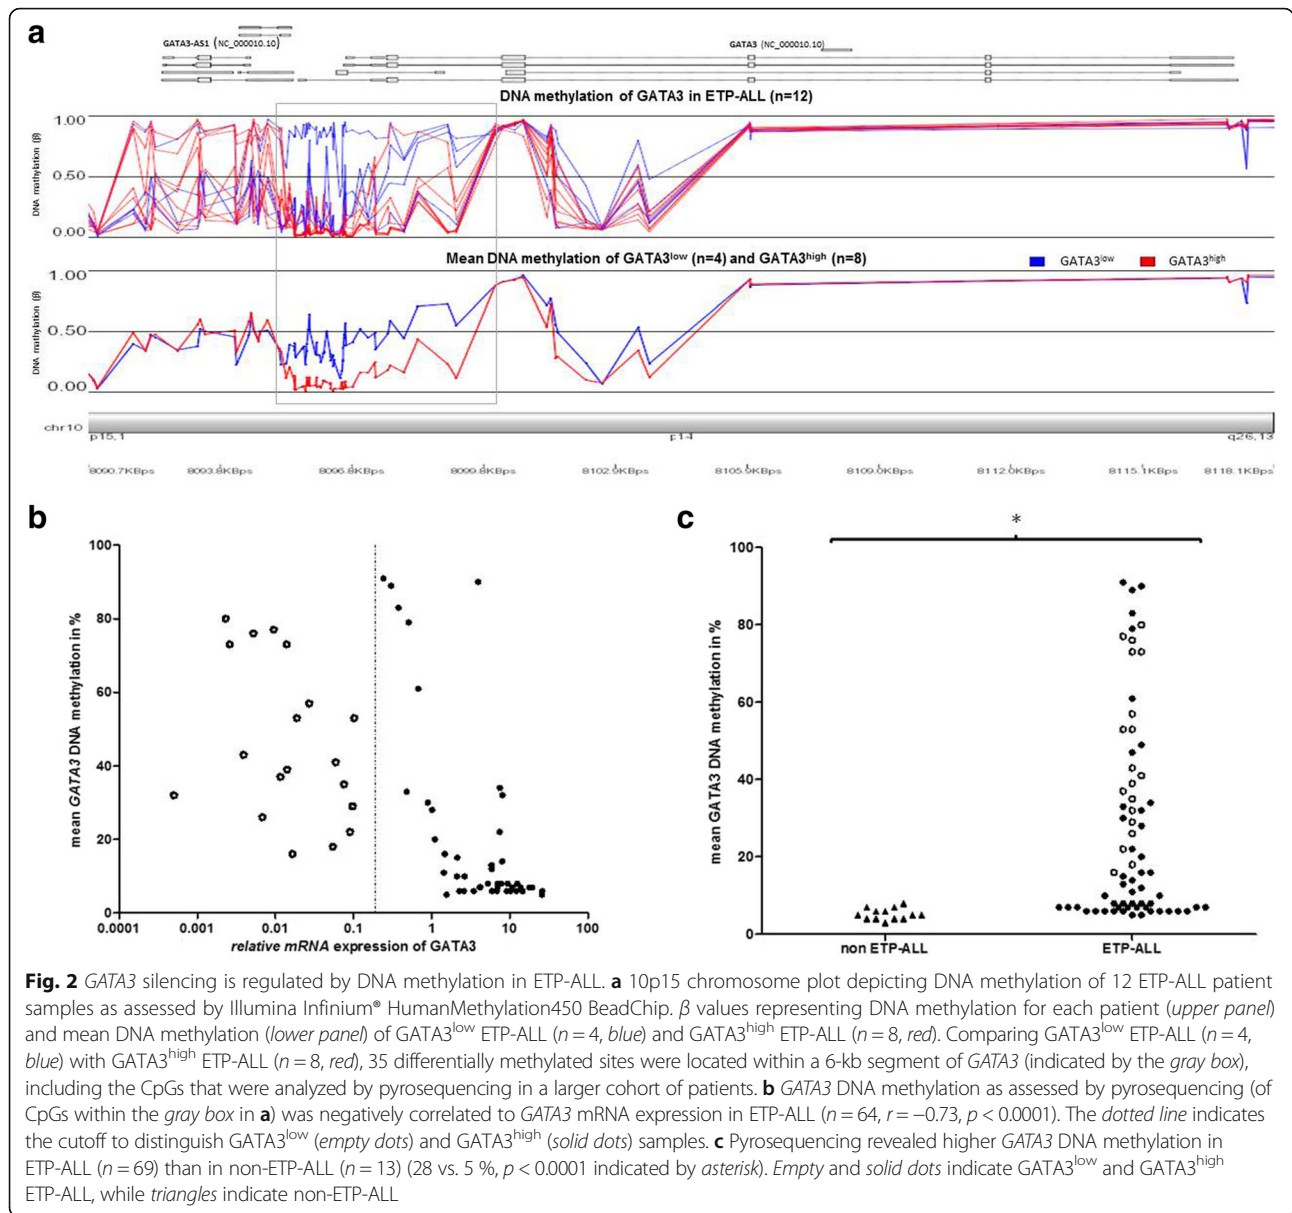 a
GATA3-AS1 (NC_000010.10)
GATA3 (NC_000010.10)
DNA methylation of GATA3 in ETP-ALL (n=12)
DNA methylation (β)
1.00
0.50
0.00
Mean DNA methylation of GATA3low (n=4) and GATA3high (n=8)
GATA3low
GATA3high
DNA methylation (β)
1.00
0.50
0.00
chr10
p15.1
p14
q26.13
8090.7KBps
8093.8KBps
8096.8KBps
8099.8KBps
8102.9KBps
8105.9KBps
8109.0KBps
8112.0KBps
8115.1KBps
8118.1KBps
b
mean GATA3 DNA methylation in %
100
80
60
40
20
0
0.0001
0.001
0.01
0.1
1
10
100
relative mRNA expression of GATA3
c
*
mean GATA3 DNA methylation in %
100
80
60
40
20
0
non ETP-ALL
ETP-ALL
Fig. 2 GATA3 silencing is regulated by DNA methylation in ETP-ALL. a 10p15 chromosome plot depicting DNA methylation of 12 ETP-ALL patient
samples as assessed by Illumina Infinium® HumanMethylation450 BeadChip. β values representing DNA methylation for each patient (upper panel)
and mean DNA methylation (lower panel) of GATA3low ETP-ALL (n = 4, blue) and GATA3high ETP-ALL (n = 8, red). Comparing GATA3low ETP-ALL (n = 4,
blue) with GATA3high ETP-ALL (n = 8, red), 35 differentially methylated sites were located within a 6-kb segment of GATA3 (indicated by the gray box),
including the CpGs that were analyzed by pyrosequencing in a larger cohort of patients. b GATA3 DNA methylation as assessed by pyrosequencing (of
CpGs within the gray box in a) was negatively correlated to GATA3 mRNA expression in ETP-ALL (n = 64, r = −0.73, p < 0.0001). The dotted line indicates
the cutoff to distinguish GATA3low (empty dots) and GATA3high (solid dots) samples. c Pyrosequencing revealed higher GATA3 DNA methylation in
ETP-ALL (n = 69) than in non-ETP-ALL (n = 13) (28 vs. 5 %, p < 0.0001 indicated by asterisk). Empty and solid dots indicate GATA3low and GATA3high
ETP-ALL, while triangles indicate non-ETP-ALL